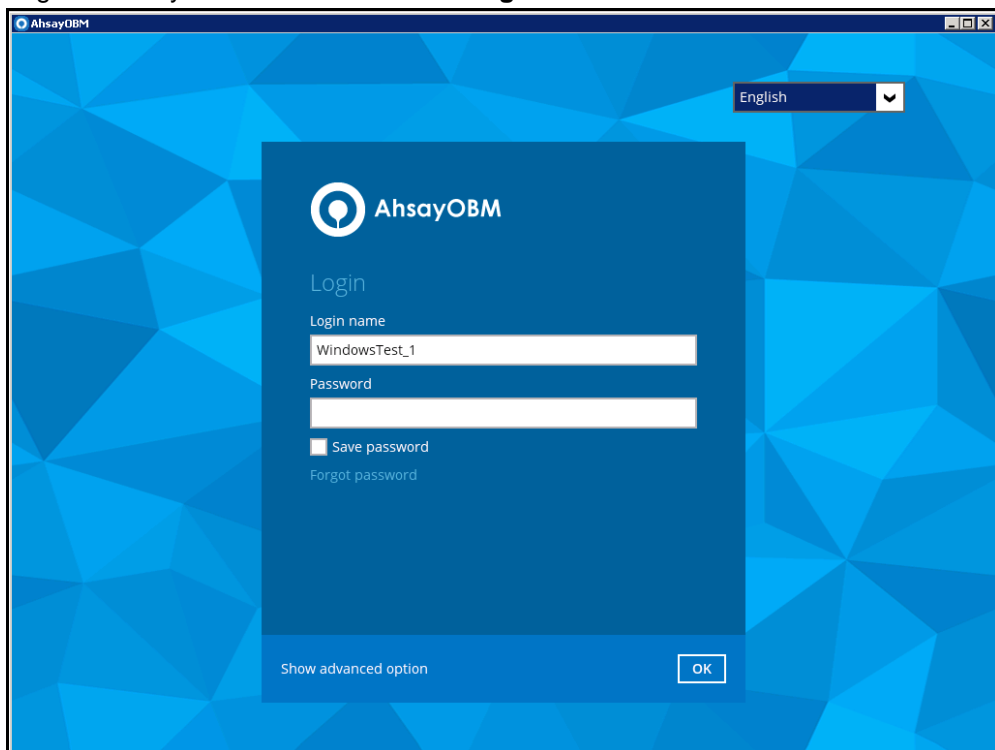 AhsayOBM
English
AhsayOBM
Login
Login name
WindowsTest_1
Password
Save password
Forgot password
Show advanced option
OK